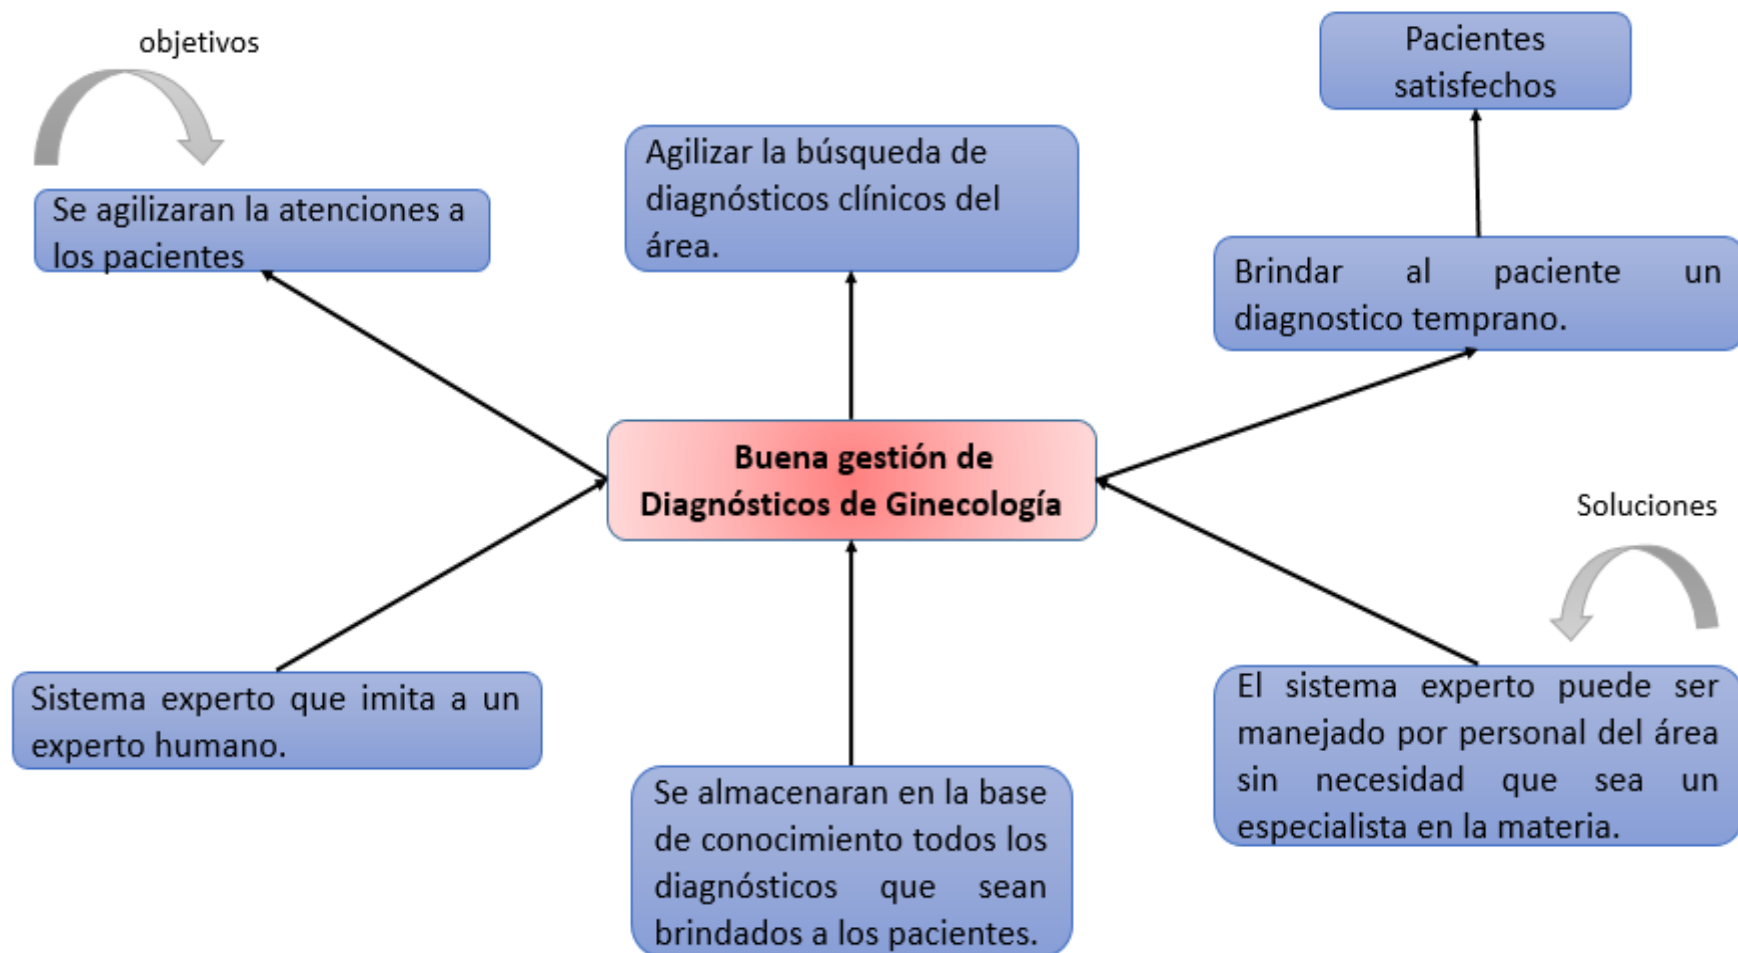 objetivos
Pacientes
satisfechos
Agilizar la búsqueda de
diagnósticos clínicos del
área.
Se agilizaran la atenciones a
los pacientes
Brindar al paciente un
diagnostico temprano.
Buena gestión de
Diagnósticos de Ginecología
Soluciones
Sistema experto que imita a un
experto humano.
Se almacenaran en la base
de conocimiento todos los
diagnósticos que sean
brindados a los pacientes.
El sistema experto puede ser
manejado por personal del área
sin necesidad que sea un
especialista en la materia.